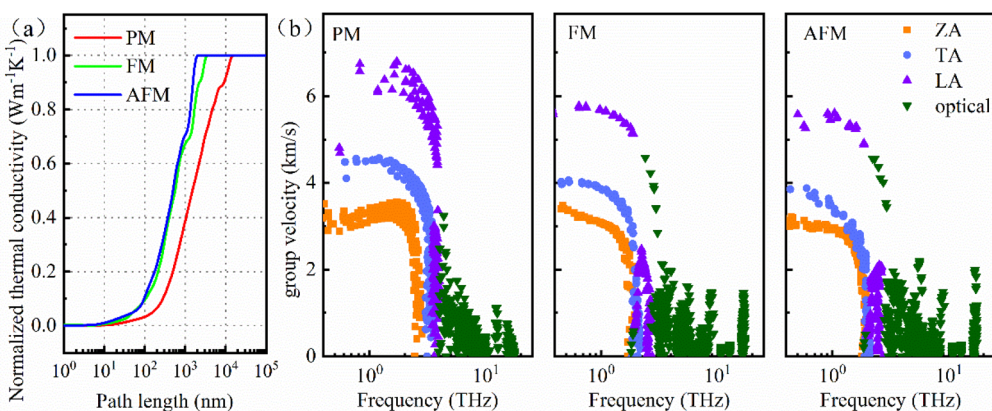 (a)
PM
FM
AFM
Normalized thermal conductivity (Wm⁻¹K⁻¹)
1.0
0.8
0.6
0.4
0.2
0.0
10⁰ 10¹ 10² 10³ 10⁴ 10⁵
Path length (nm)
(b)
group velocity (km/s)
8
6
4
2
0
PM
10⁰ 10¹
Frequency (THz)
FM
10⁰ 10¹
Frequency (THz)
AFM
ZA
TA
LA
optical
10⁰ 10¹
Frequency (THz)